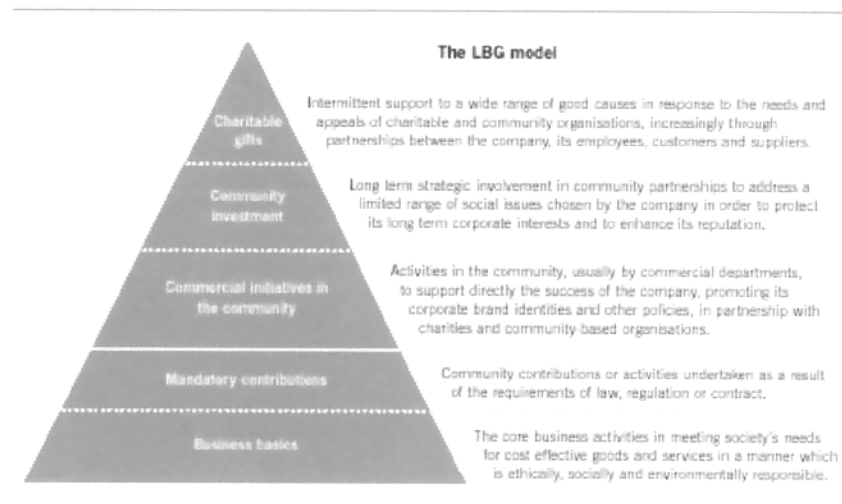 The LBG model
Charitable
gifts
Intermittent support to a wide range of good causes in response to the needs and
appeals of charitable and community organisations, increasingly through
partnerships between the company, its employees, customers and suppliers.
Community
investment
Long term strategic involvement in community partnerships to address a
limited range of social issues chosen by the company in order to protect
its long term corporate interests and to enhance its reputation.
Commercial initiatives in
the community
Activities in the community, usually by commercial departments,
to support directly the success of the company, promoting its
corporate brand identities and other policies, in partnership with
charities and community-based organisations.
Mandatory contributions
Community contributions or activities undertaken as a result
of the requirements of law, regulation or contract.
Business basics
The core business activities in meeting society's needs
for cost effective goods and services in a manner which
is ethically, socially and environmentally responsible.